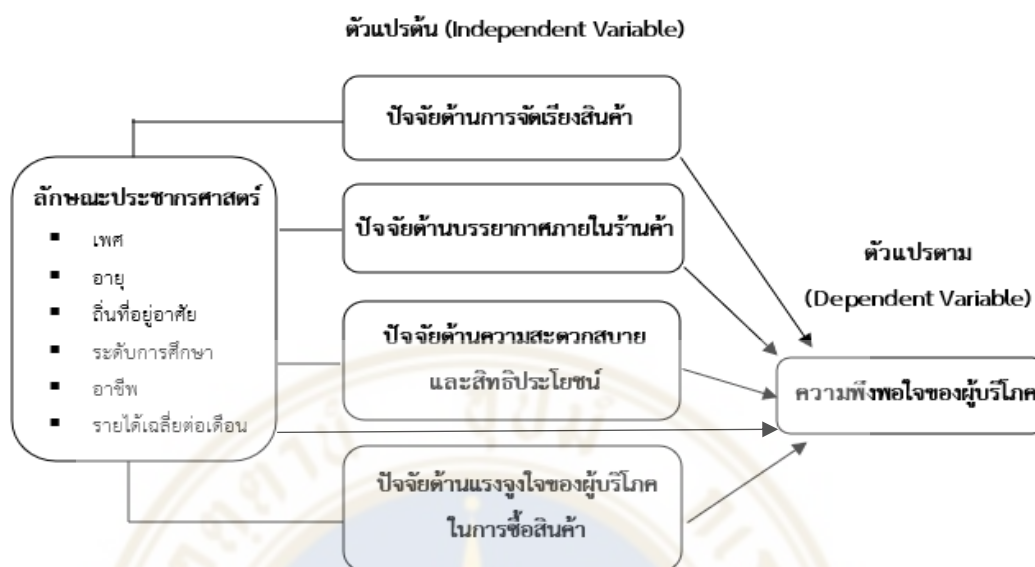 ตัวแปรต้น (Independent Variable)
ปัจจัยด้านการจัดเรียงสินค้า
ลักษณะประชากรศาสตร์
▪ เพศ
▪ อายุ
▪ ถิ่นที่อยู่อาศัย
▪ ระดับการศึกษา
▪ อาชีพ
▪ รายได้เฉลี่ยต่อเดือน
ปัจจัยด้านบรรยากาศภายในร้านค้า
ปัจจัยด้านความสะดวกสบาย
และสิทธิประโยชน์
ปัจจัยด้านแรงจูงใจของผู้บริโภค
ในการซื้อสินค้า
ตัวแปรตาม
(Dependent Variable)
ความพึงพอใจของผู้บริโภค